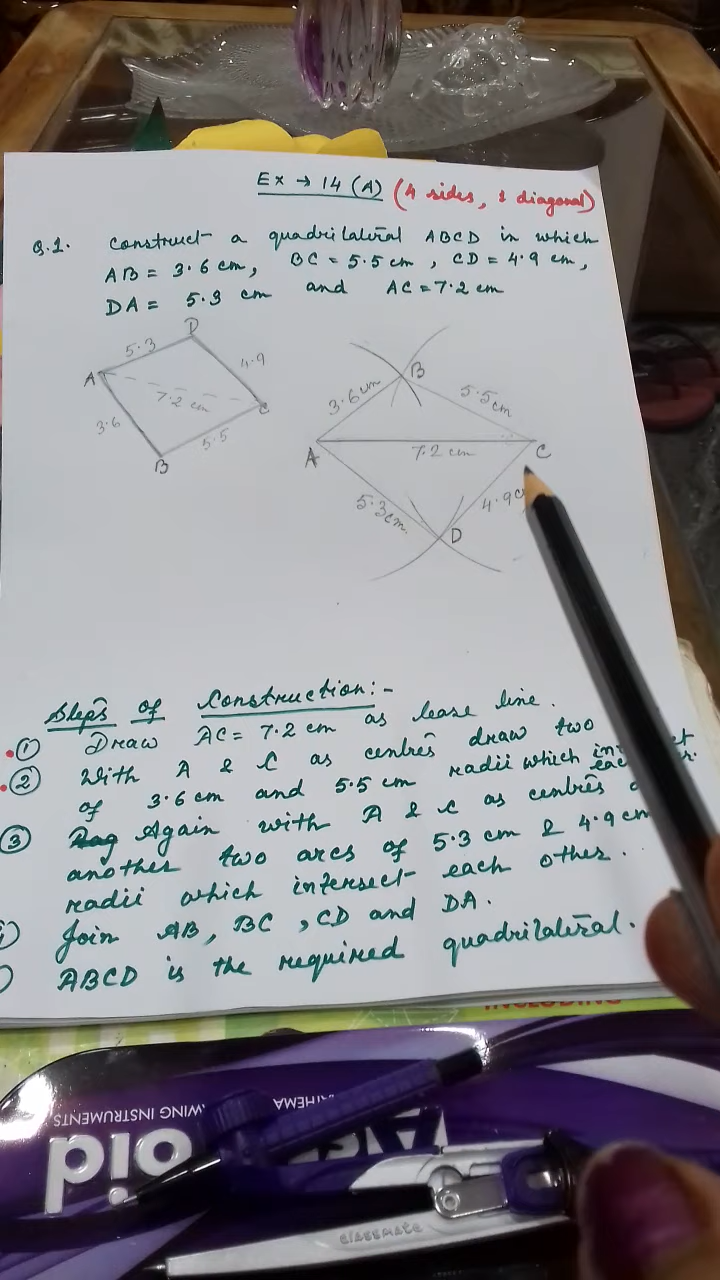 Ex → 14 (A) (4 sides, 1 diagonal)
Q.1. Construct a quadrilateral ABCD in which
AB = 3.6 cm, BC = 5.5 cm, CD = 4.9 cm,
DA = 5.3 cm and AC = 7.2 cm
D
5.3
4.9
A
7.2 cm
C
3.6
5.5
B
B
3.6 cm
5.5 cm
A
7.2 cm
C
5.3 cm
4.9
D
Steps of Construction:-
① Draw AC = 7.2 cm as base line.
② With A & C as centres draw two
of 3.6 cm and 5.5 cm radii which
③ Again with A & C as centres
another two arcs of 5.3 cm & 4.9 cm
radii which intersect each other.
Join AB, BC, CD and DA.
ABCD is the required quadrilateral.
INCLUDING
WING INSTRUMENTS
oid
classmate